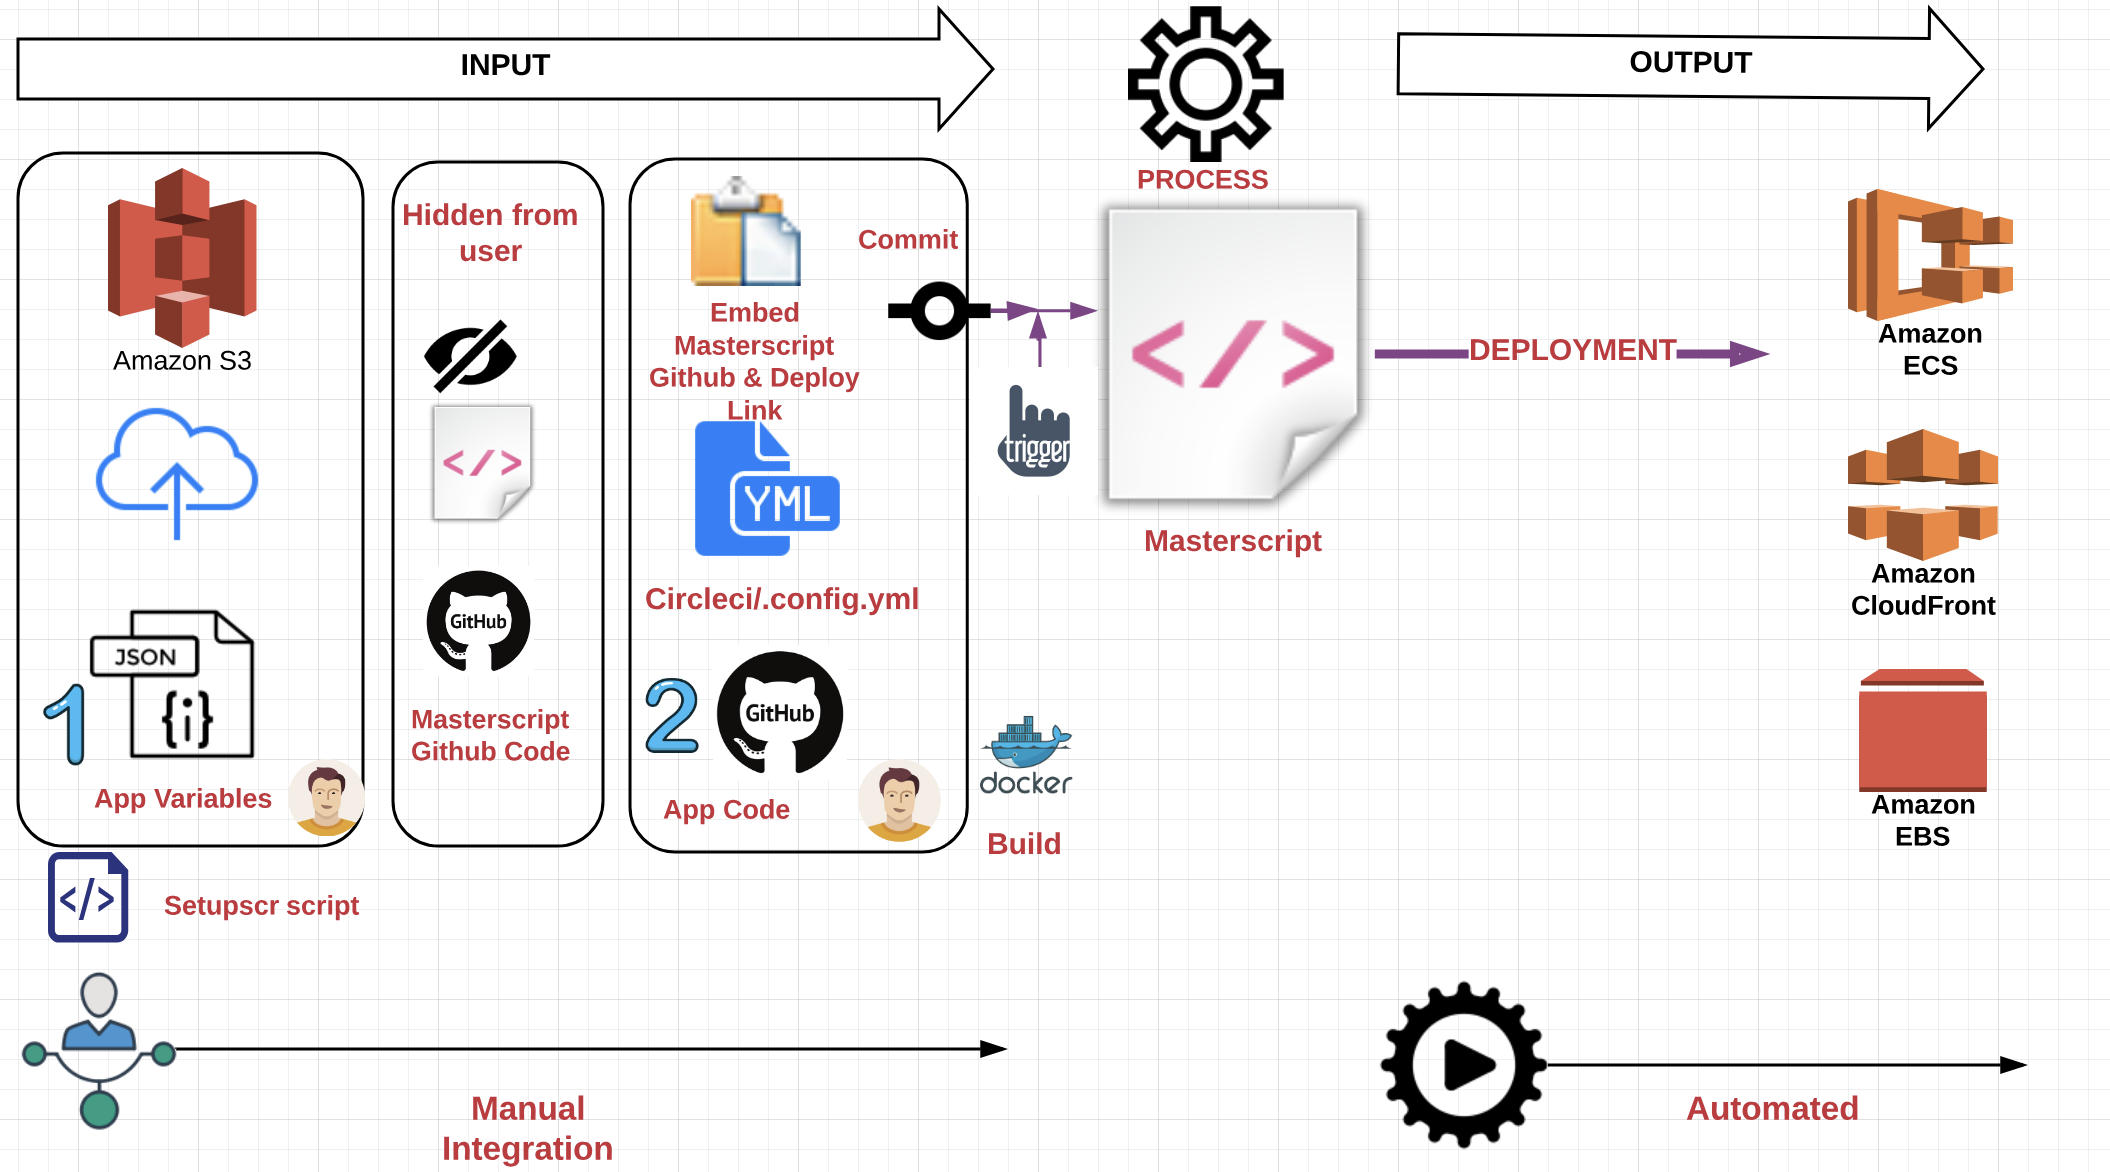 INPUT
OUTPUT
PROCESS
Amazon S3
JSON
{i}
1
App Variables
Setupscr script
Hidden from
user
</>
GitHub
Masterscript
Github Code
Commit
Embed
Masterscript
Github & Deploy
Link
YML
Circleci/.config.yml
2
GitHub
App Code
trigger
docker
Build
</>
Masterscript
DEPLOYMENT
Amazon
ECS
Amazon
CloudFront
Amazon
EBS
</>
Manual
Integration
Automated